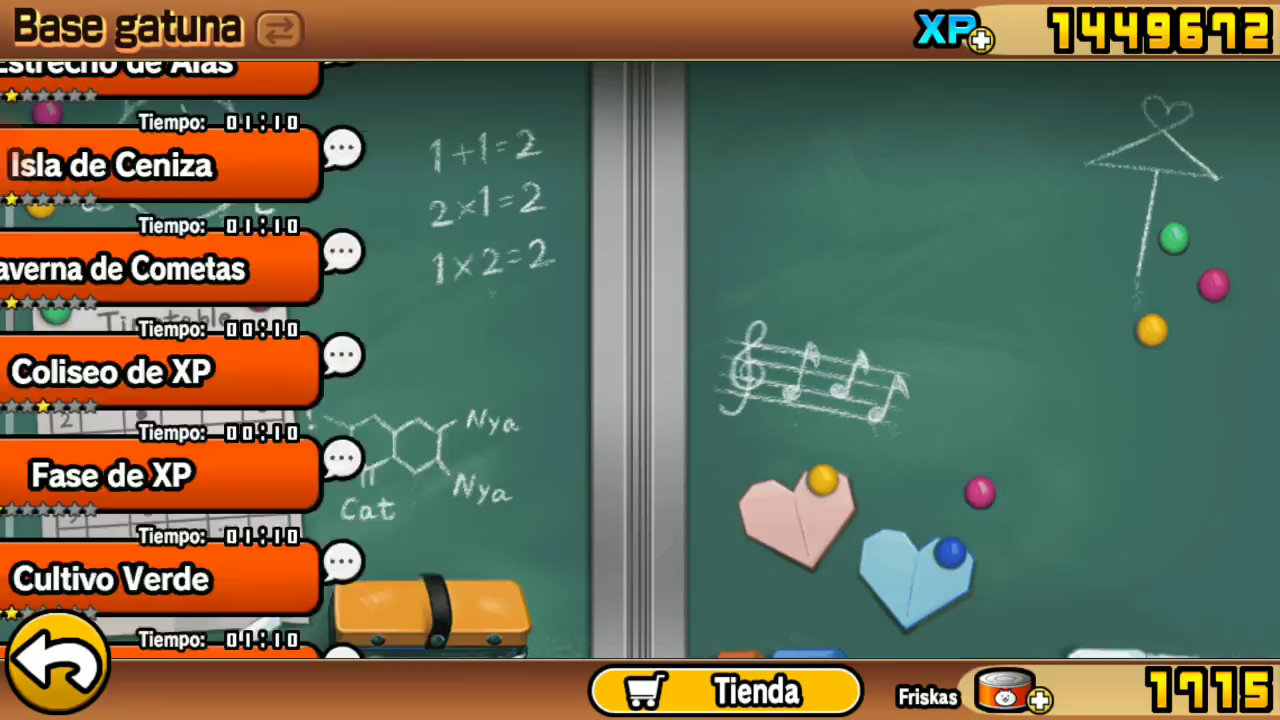 Base gatuna
XP
1449672
Estrecho de Alas
Tiempo: 01:10
Isla de Ceniza
Tiempo: 01:10
averna de Cometas
Tiempo: 00:10
Coliseo de XP
Tiempo: 00:10
Fase de XP
Tiempo: 01:10
Cultivo Verde
Tiempo: 01:10
1+1=2
2×1=2
1×2=2
Timetable
2
Nya
Nya
Cat
Tienda
Friskas
1715